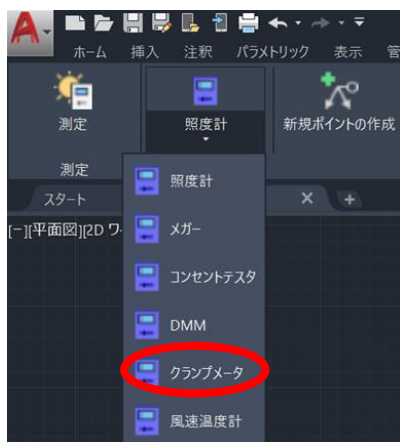 ホーム 挿入 注釈 パラメトリック 表示 管
測定 照度計 新規ポイントの作成
測定
スタート
[-][平面図][2D ワ
照度計
メガー
コンセントテスタ
DMM
クランプメータ
風速温度計